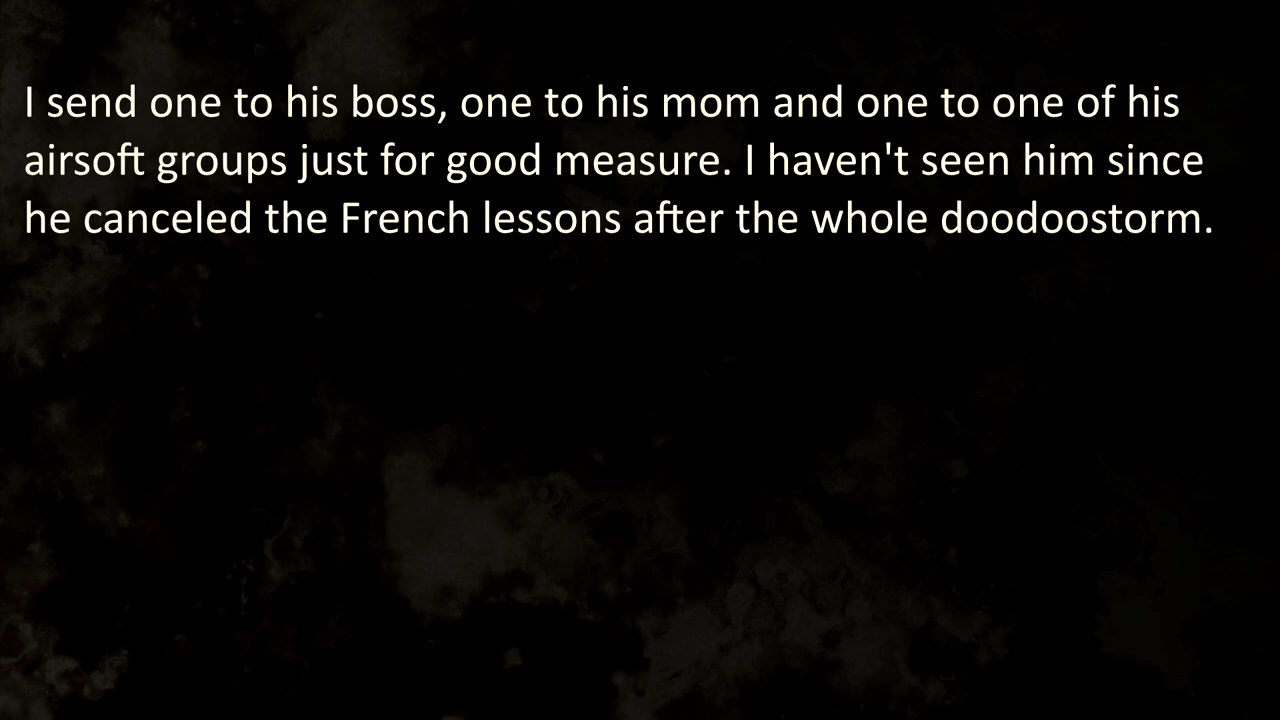 I send one to his boss, one to his mom and one to one of his
airsoft groups just for good measure. I haven't seen him since
he canceled the French lessons after the whole doodoostorm.